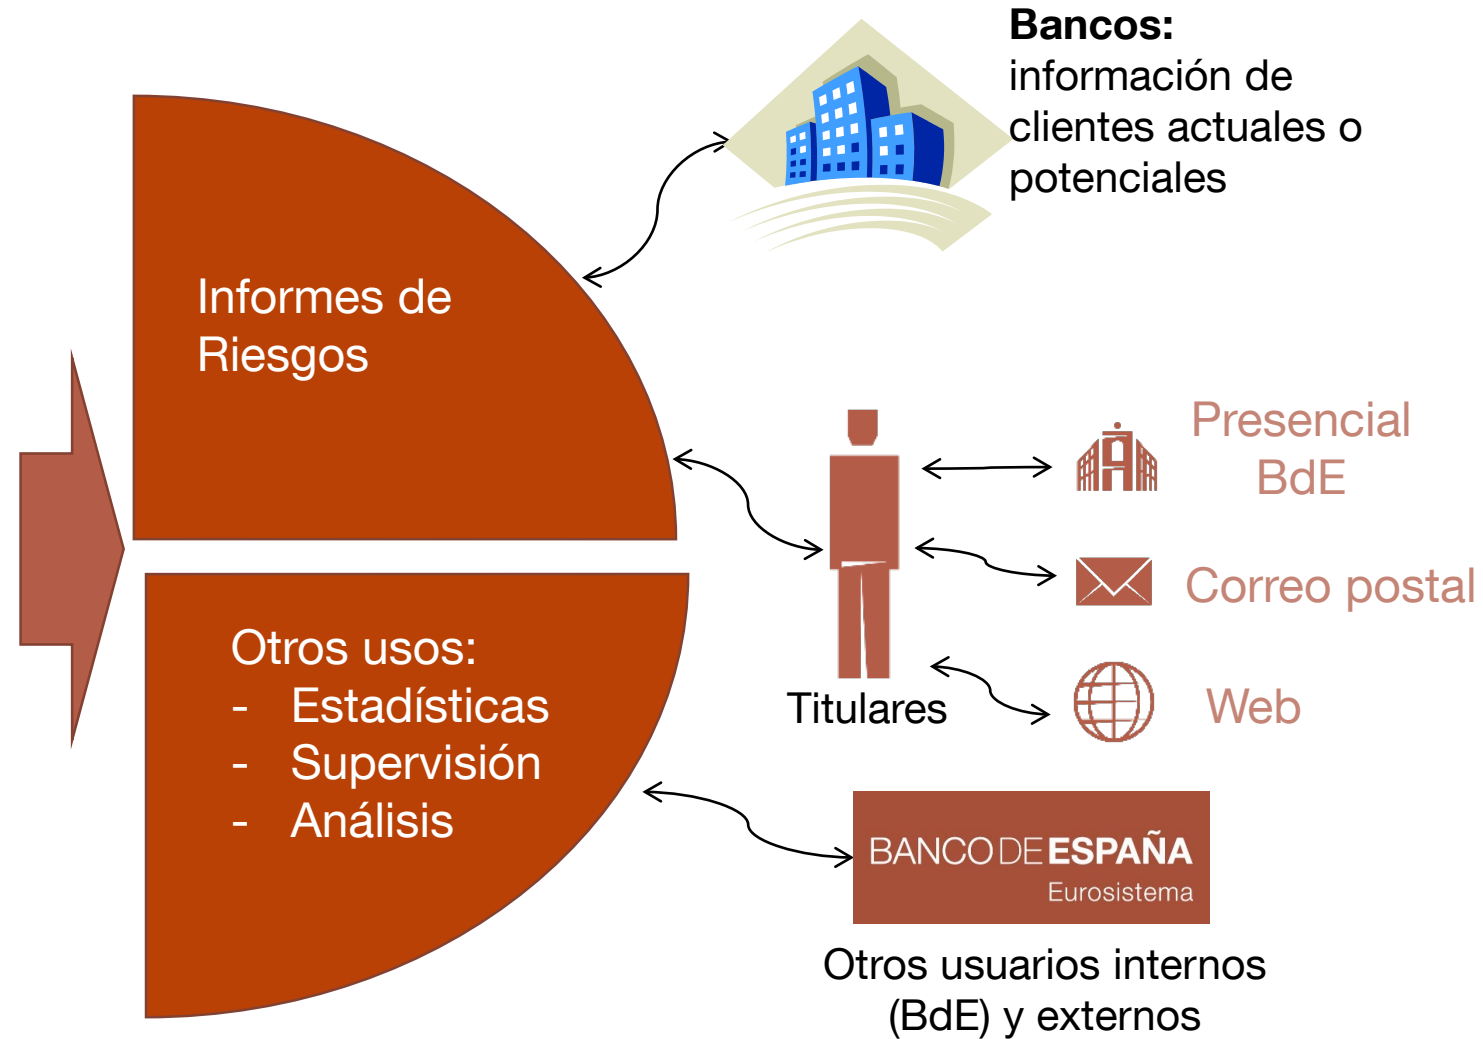 Bancos:
información de
clientes actuales o
potenciales
Informes de
Riesgos
Presencial
BdE
Correo postal
Web
Titulares
Otros usos:
- Estadísticas
- Supervisión
- Análisis
BANCO DE ESPAÑA
Eurosistema
Otros usuarios internos
(BdE) y externos